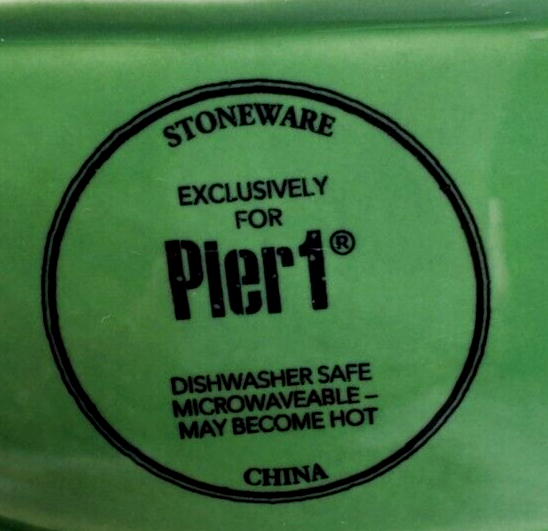 STONEWARE
EXCLUSIVELY
FOR
Pier1®
DISHWASHER SAFE
MICROWAVEABLE –
MAY BECOME HOT
CHINA